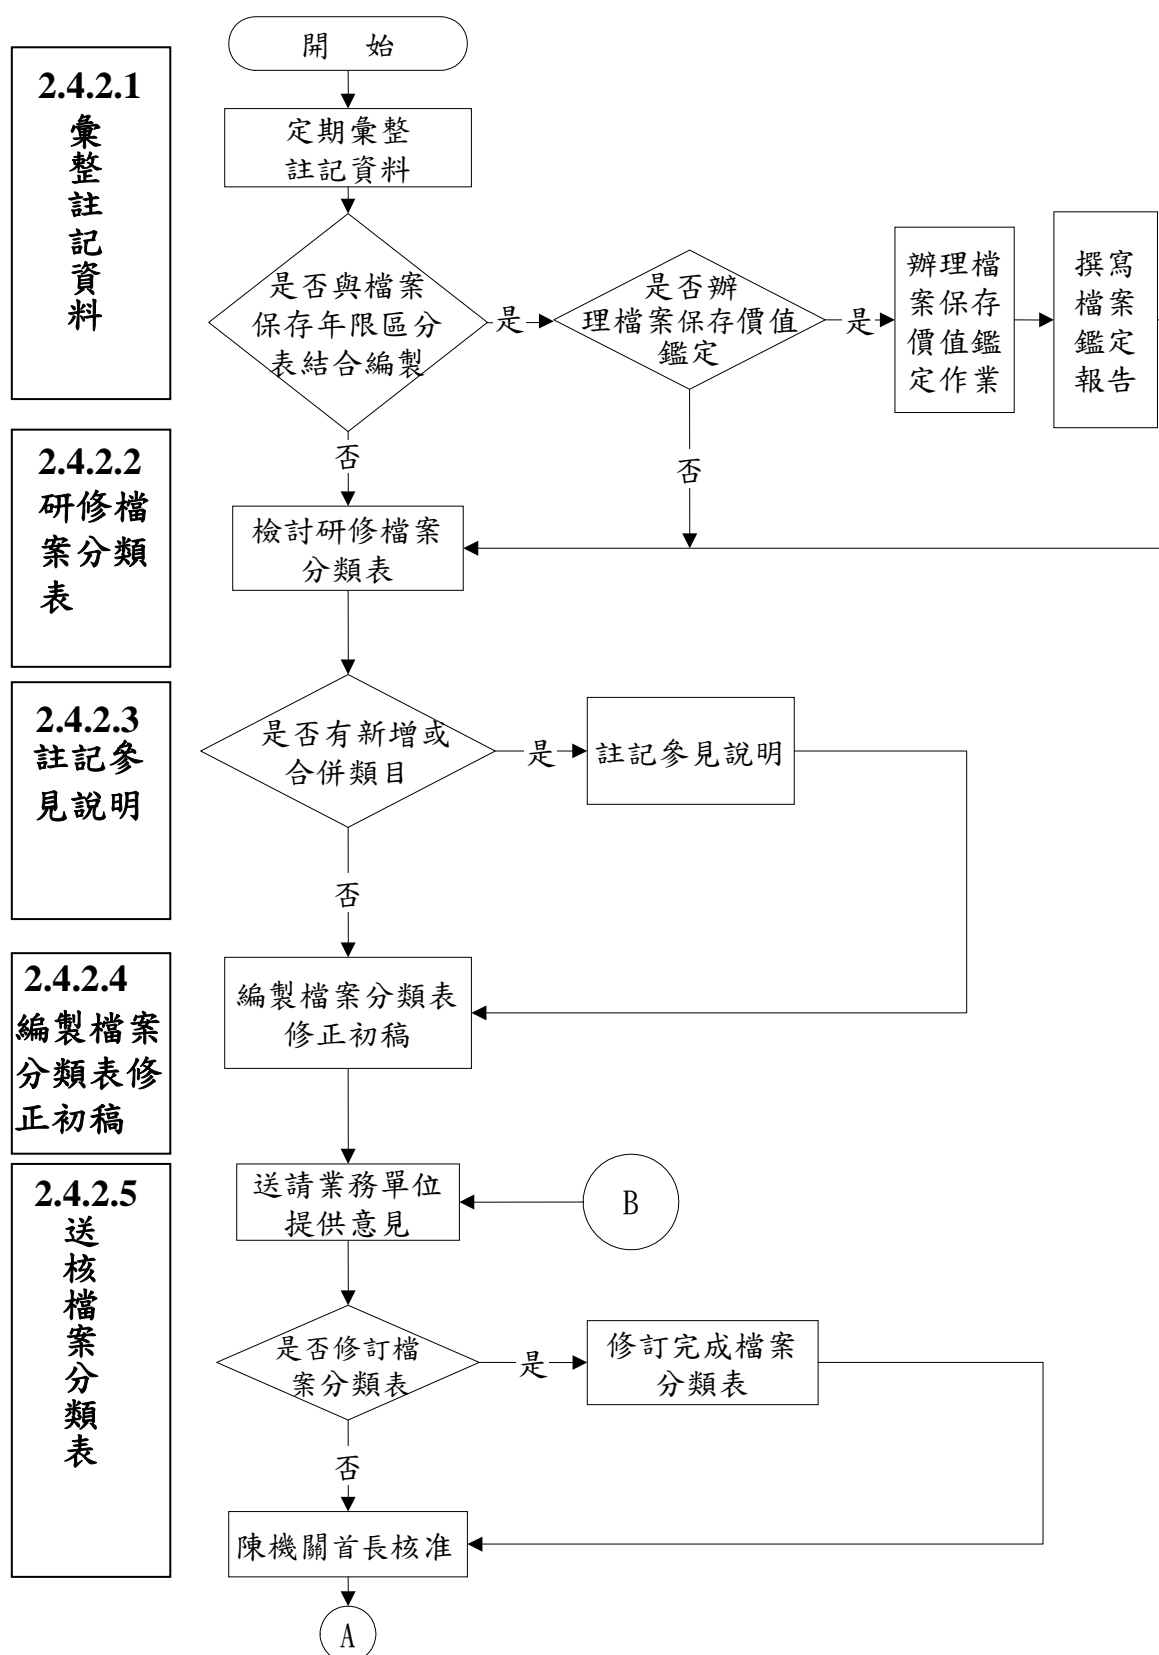 2.4.2.1
彙
整
註
記
資
料
開 始
定期彙整
註記資料
是否與檔案
保存年限區分
表結合編製
是
是否辦
理檔案保存價值
鑑定
是
辦理檔
案保存
價值鑑
定作業
撰寫
檔案
鑑定
報告
否
否
2.4.2.2
研修檔
案分類
表
檢討研修檔案
分類表
2.4.2.3
註記參
見說明
是否有新增或
合併類目
是
註記參見說明
否
2.4.2.4
編製檔案
分類表修
正初稿
編製檔案分類表
修正初稿
2.4.2.5
送
核
檔
案
分
類
表
送請業務單位
提供意見
B
是否修訂檔
案分類表
是
修訂完成檔案
分類表
否
陳機關首長核准
A